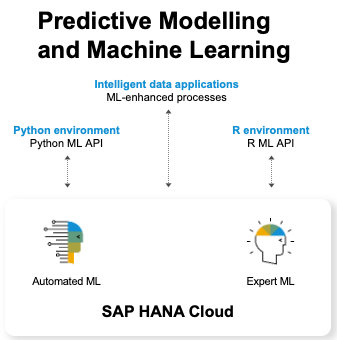 Predictive Modelling
and Machine Learning
Intelligent data applications
ML-enhanced processes
Python environment
Python ML API
R environment
R ML API
Automated ML
Expert ML
SAP HANA Cloud